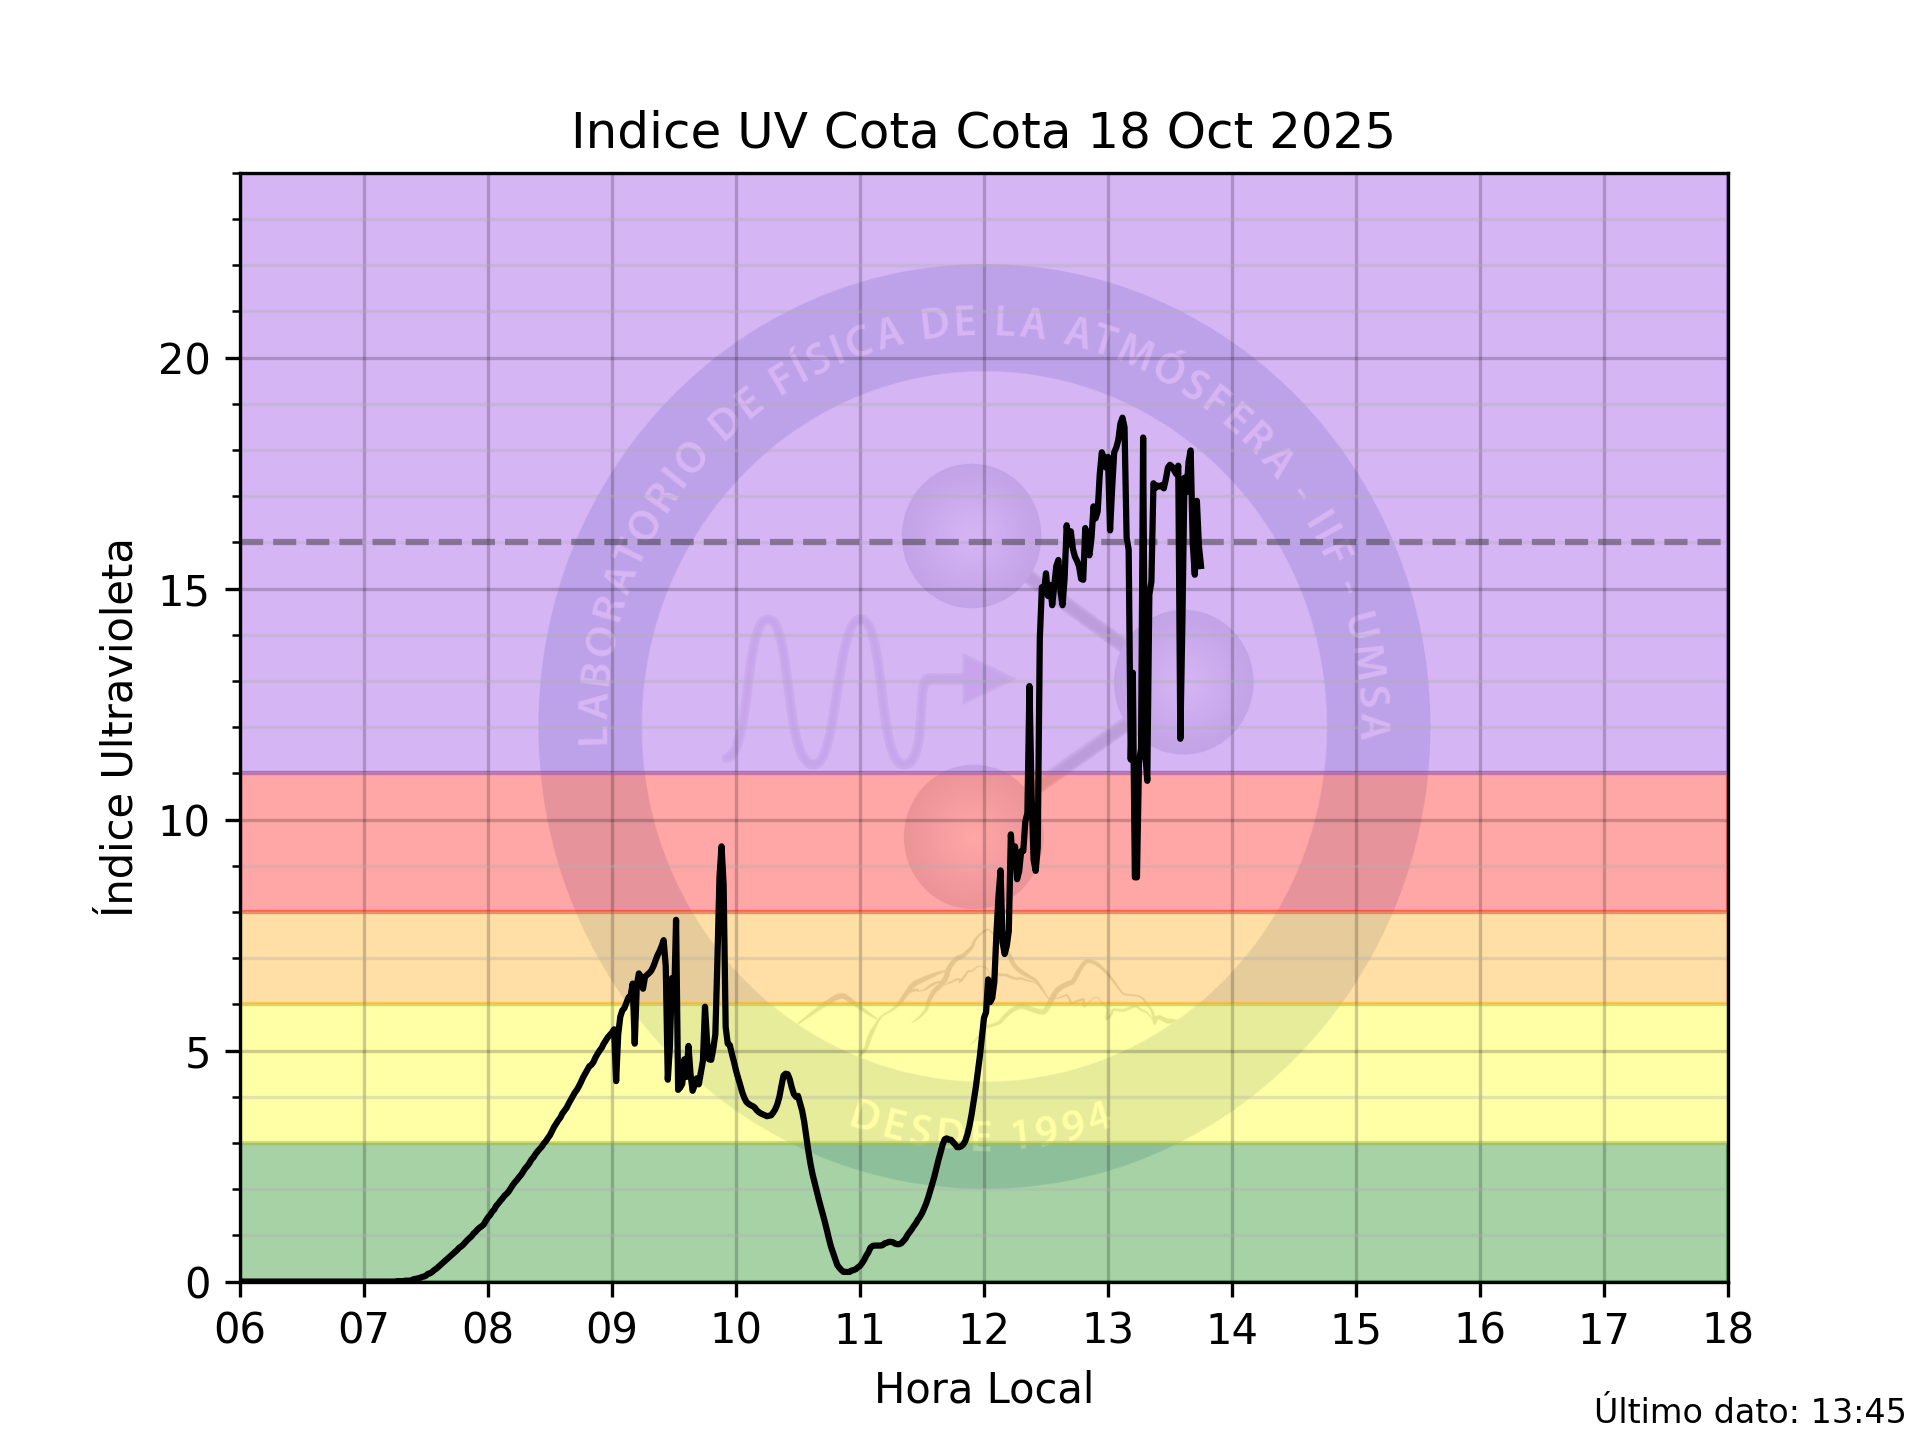 Indice UV Cota Cota 18 Oct 2025
LABORATORIO DE FÍSICA DE LA ATMÓSFERA - IIF - UMSA
DESDE 1994
Índice Ultravioleta
20
15
10
5
0
06 07 08 09 10 11 12 13 14 15 16 17 18
Hora Local
Último dato: 13:45